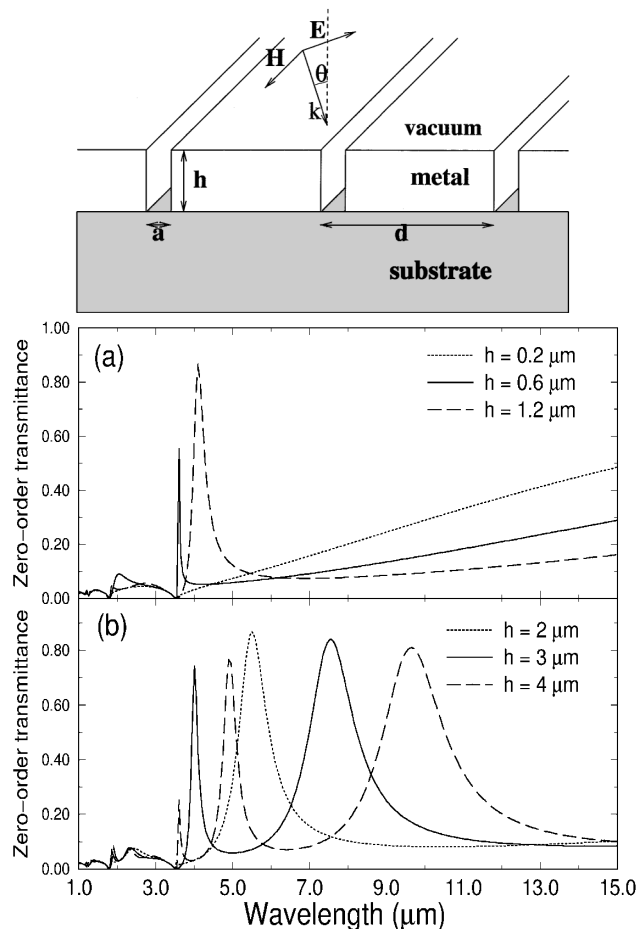 E
H
θ
k
vacuum
h
metal
a
d
substrate
1.00
(a)
h = 0.2 μm
h = 0.6 μm
h = 1.2 μm
0.80
0.60
0.40
0.20
0.00
Zero−order transmittance
(b)
h = 2 μm
h = 3 μm
h = 4 μm
0.80
0.60
0.40
0.20
0.00
Zero−order transmittance
1.0 3.0 5.0 7.0 9.0 11.0 13.0 15.0
Wavelength (μm)